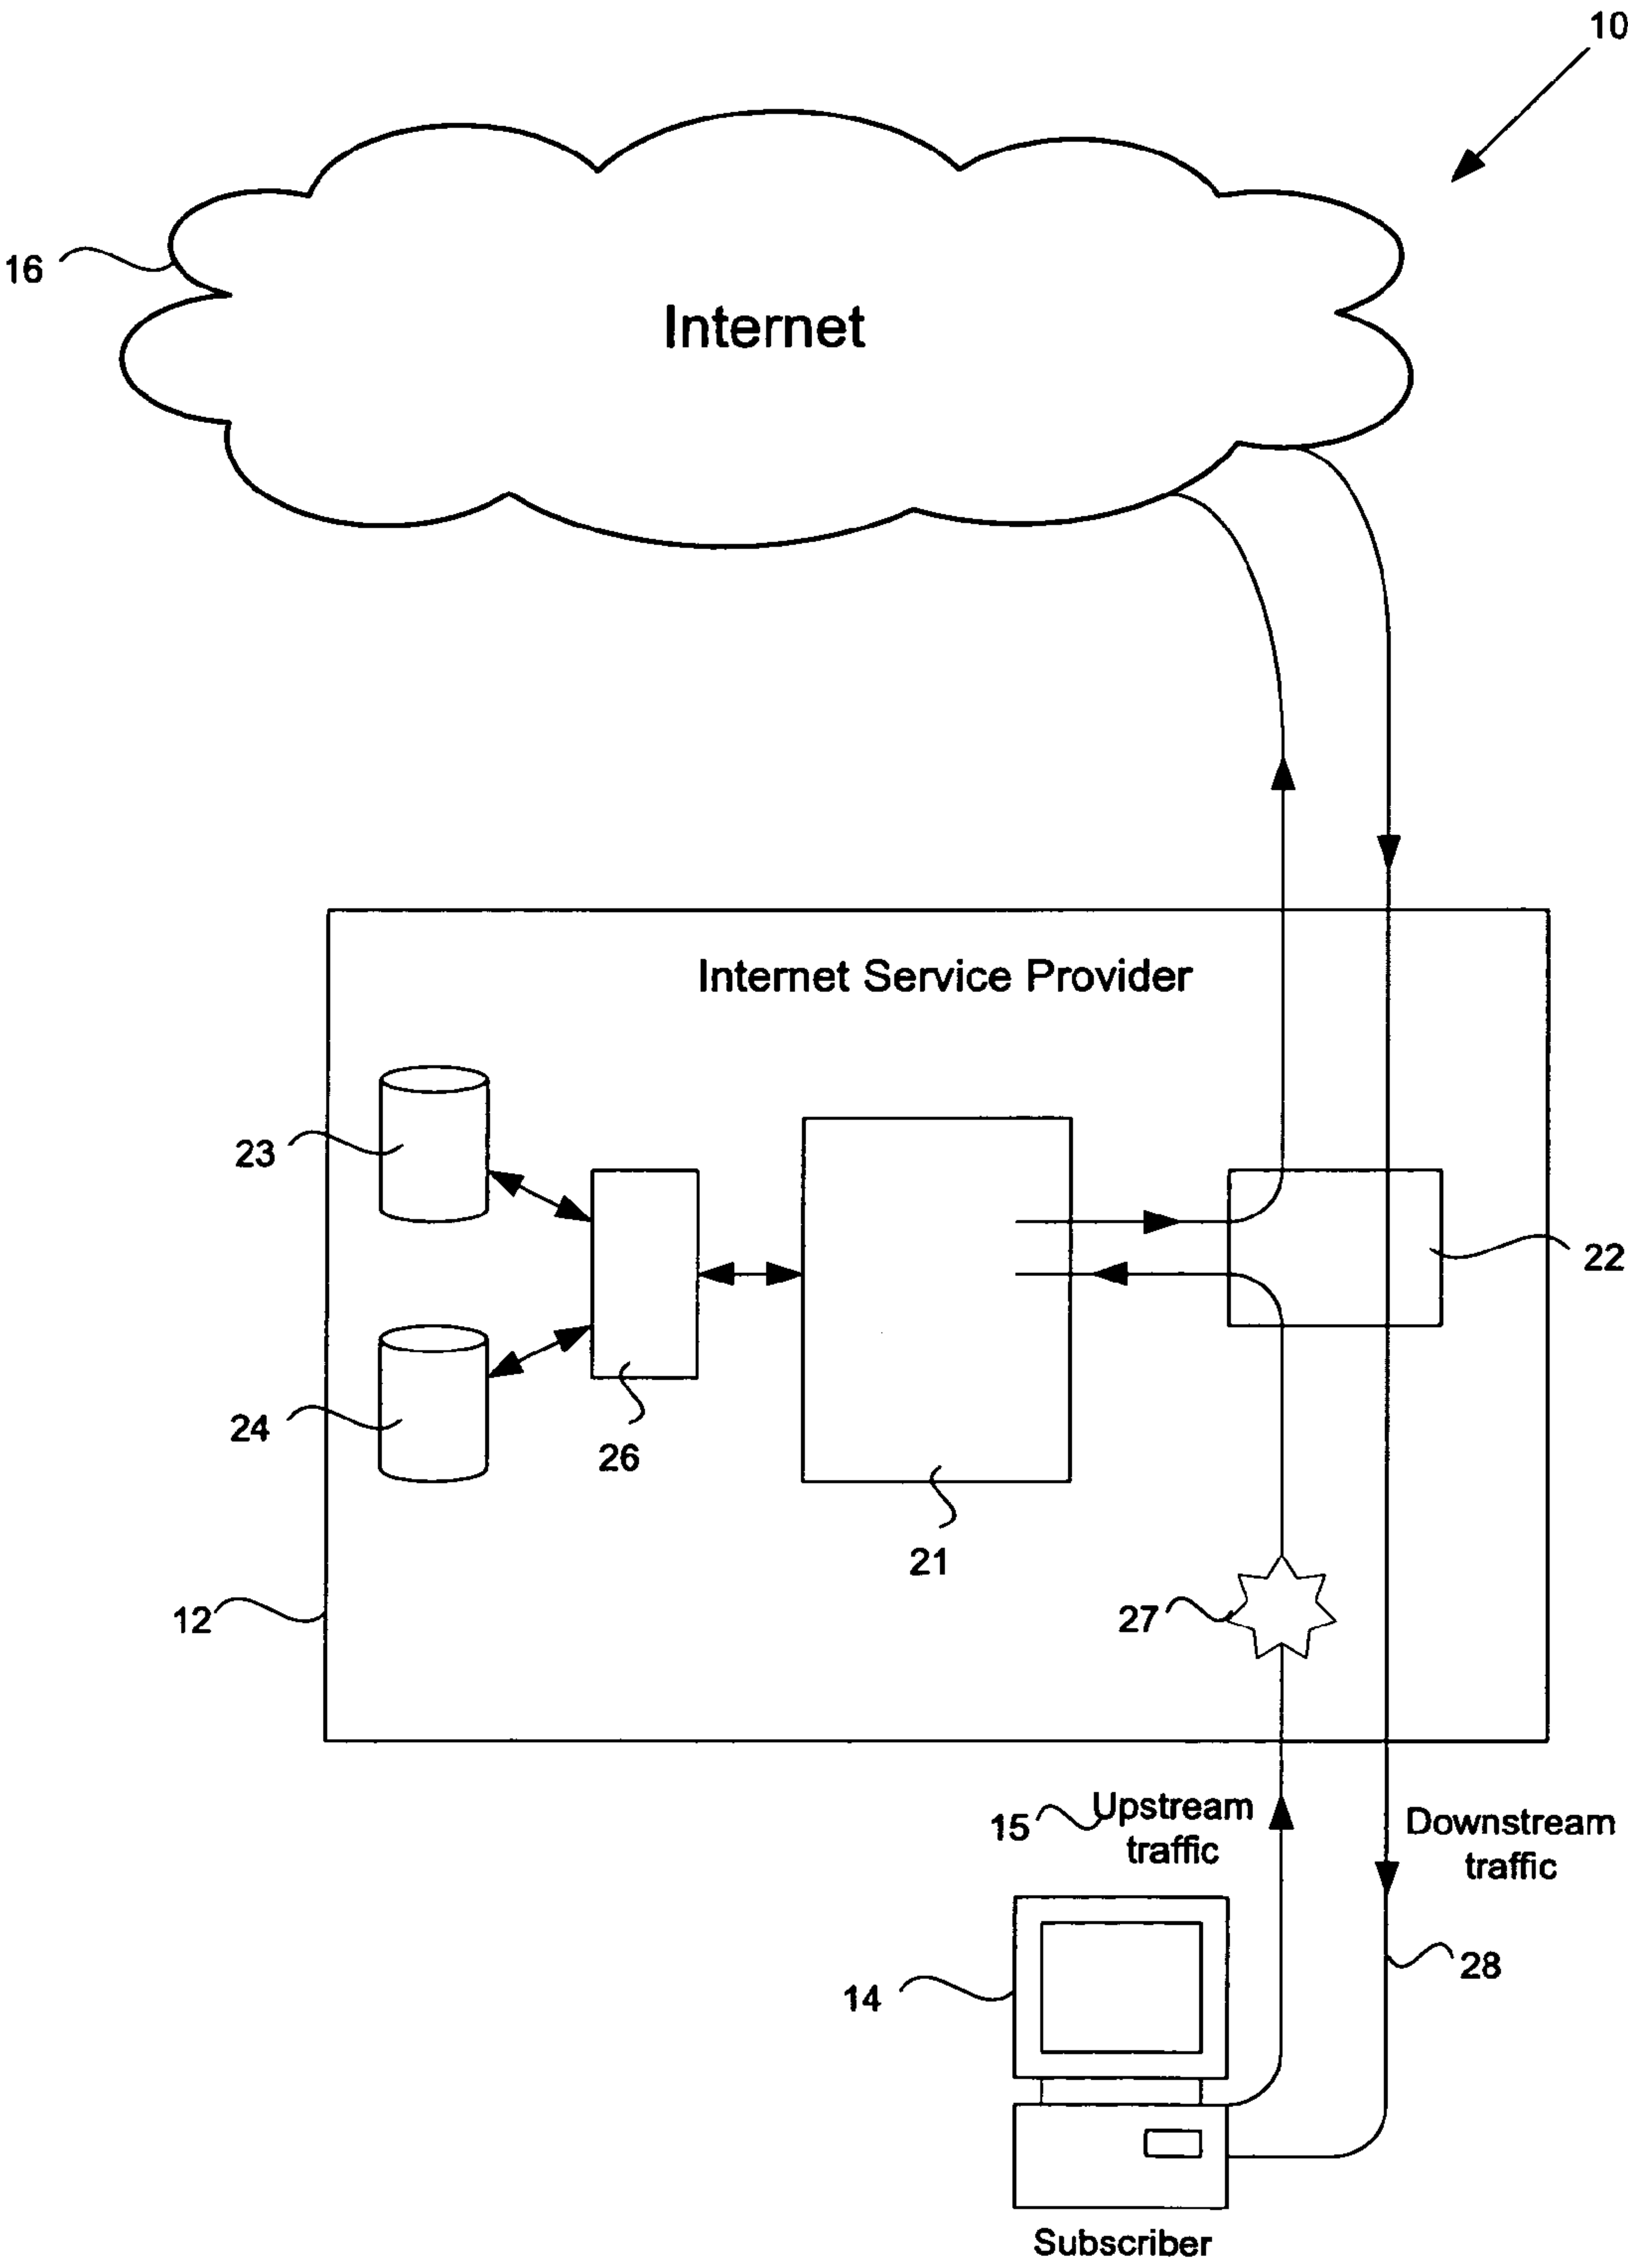 10
16
Internet
Internet Service Provider
23
22
24
26
21
27
12
15
Upstream
traffic
Downstream
traffic
28
14
Subscriber